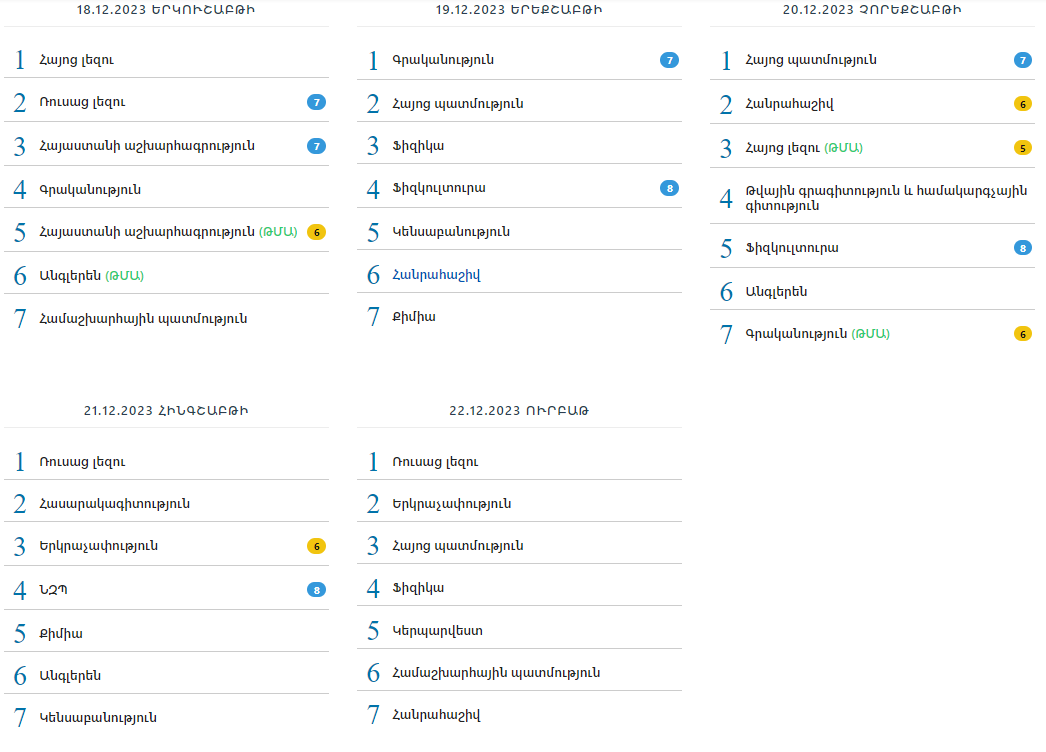 18.12.2023 ԵՐԿՈՒՇԱԲԹԻ
1 Հայոց լեզու
2 Ռուսաց լեզու 7
3 Հայաստանի աշխարհագրություն 7
4 Գրականություն
5 Հայաստանի աշխարհագրություն (ԹՄԱ) 6
6 Անգլերեն (ԹՄԱ)
7 Համաշխարհային պատմություն
19.12.2023 ԵՐԵՔՇԱԲԹԻ
1 Գրականություն 7
2 Հայոց պատմություն
3 Ֆիզիկա
4 Ֆիզկուլտուրա 8
5 Կենսաբանություն
6 Հանրահաշիվ
7 Քիմիա
20.12.2023 ՉՈՐԵՔՇԱԲԹԻ
1 Հայոց պատմություն 7
2 Հանրահաշիվ 6
3 Հայոց լեզու (ԹՄԱ) 5
4 Թվային գրագիտություն և համակարգչային
գիտություն
5 Ֆիզկուլտուրա 8
6 Անգլերեն
7 Գրականություն (ԹՄԱ) 6
21.12.2023 ՀԻՆԳՇԱԲԹԻ
1 Ռուսաց լեզու
2 Հասարակագիտություն
3 Երկրաչափություն 6
4 ՆԶՊ 8
5 Քիմիա
6 Անգլերեն
7 Կենսաբանություն
22.12.2023 ՈՒՐԲԱԹ
1 Ռուսաց լեզու
2 Երկրաչափություն
3 Հայոց պատմություն
4 Ֆիզիկա
5 Կերպարվեստ
6 Համաշխարհային պատմություն
7 Հանրահաշիվ